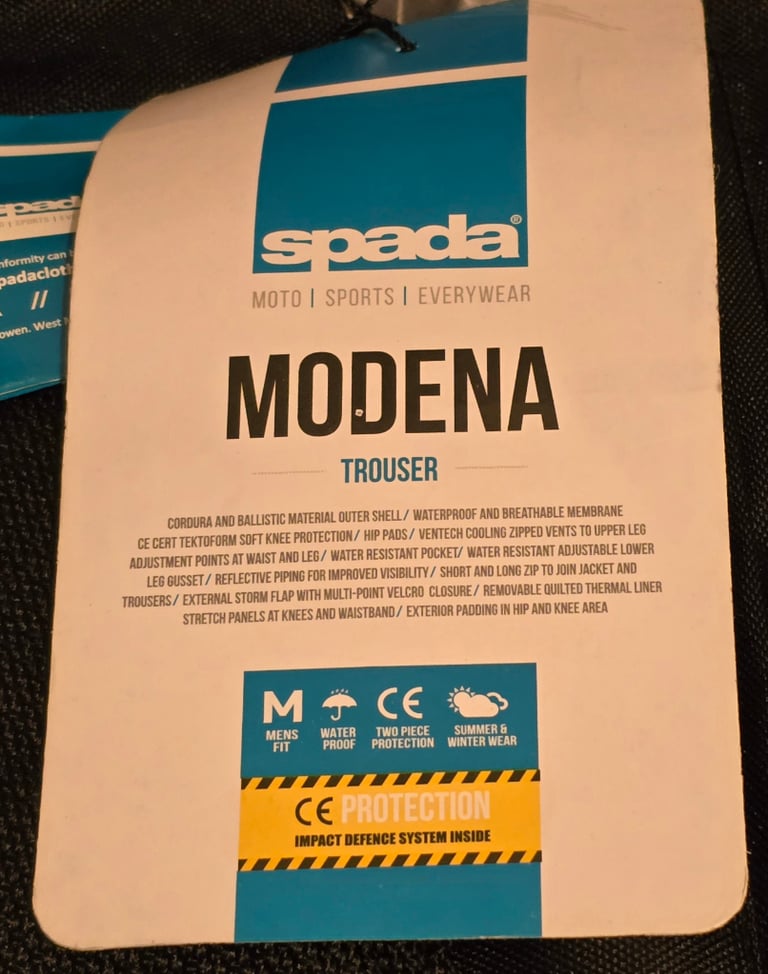 spada®
MOTO | SPORTS | EVERYWEAR
MODENA
TROUSER
CORDURA AND BALLISTIC MATERIAL OUTER SHELL/ WATERPROOF AND BREATHABLE MEMBRANE
CE CERT TEKTOFORM SOFT KNEE PROTECTION/ HIP PADS/ VENTECH COOLING ZIPPED VENTS TO UPPER LEG
ADJUSTMENT POINTS AT WAIST AND LEG/ WATER RESISTANT POCKET/ WATER RESISTANT ADJUSTABLE LOWER
LEG GUSSET/ REFLECTIVE PIPING FOR IMPROVED VISIBILITY/ SHORT AND LONG ZIP TO JOIN JACKET AND
TROUSERS/ EXTERNAL STORM FLAP WITH MULTI-POINT VELCRO CLOSURE/ REMOVABLE QUILTED THERMAL LINER
STRETCH PANELS AT KNEES AND WAISTBAND/ EXTERIOR PADDING IN HIP AND KNEE AREA
M
MENS
FIT
WATER
PROOF
CE
TWO PIECE
PROTECTION
SUMMER &
WINTER WEAR
CE PROTECTION
IMPACT DEFENCE SYSTEM INSIDE
SPORTS
can
//
West